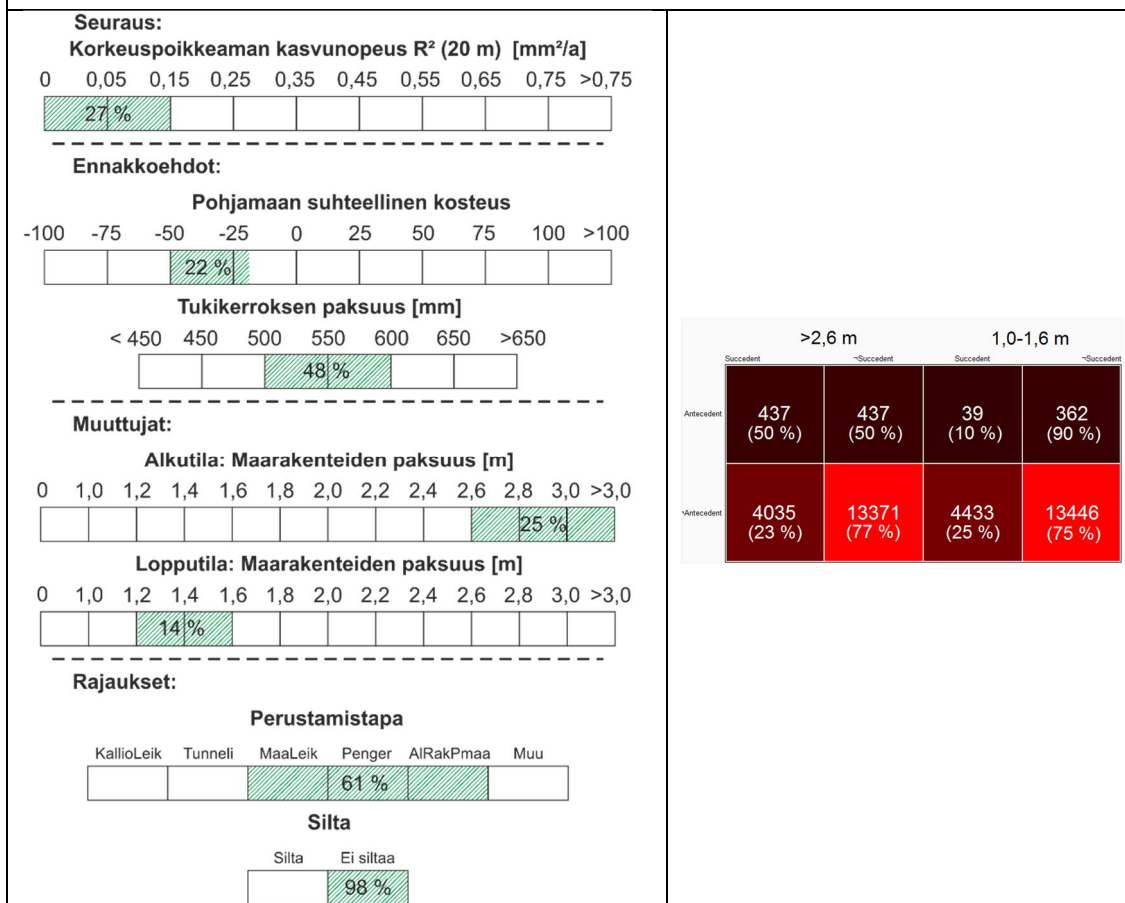 Seuraus:
Korkeuspoikkeaman kasvunopeus R² (20 m) [mm²/a]
0 0,05 0,15 0,25 0,35 0,45 0,55 0,65 0,75 >0,75
27 %
Ennakkoehdot:
Pohjamaan suhteellinen kosteus
-100 -75 -50 -25 0 25 50 75 100 >100
22 %
Tukikerroksen paksuus [mm]
< 450 450 500 550 600 650 >650
48 %
Muuttujat:
Alkutila: Maarakenteiden paksuus [m]
0 1,0 1,2 1,4 1,6 1,8 2,0 2,2 2,4 2,6 2,8 3,0 >3,0
25 %
Lopputila: Maarakenteiden paksuus [m]
0 1,0 1,2 1,4 1,6 1,8 2,0 2,2 2,4 2,6 2,8 3,0 >3,0
14 %
Rajaukset:
Perustamistapa
KallioLeik Tunneli MaaLeik Penger AlRakPmaa Muu
61 %
Silta
Silta Ei siltaa
98 %
>2,6 m 1,0-1,6 m
Succedent ¬Succedent Succedent ¬Succedent
Antecedent 437 437 39 362
(50 %) (50 %) (10 %) (90 %)
¬Antecedent 4035 13371 4433 13446
(23 %) (77 %) (25 %) (75 %)